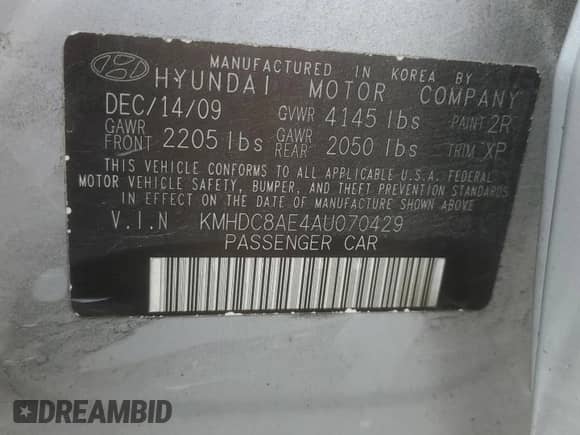 MANUFACTURED IN KOREA BY
HYUNDAI MOTOR COMPANY
DEC/14/09 GVWR 4145 lbs PAINT 2R
GAWR FRONT 2205 lbs GAWR REAR 2050 lbs TRIM XP
THIS VEHICLE CONFORMS TO ALL APPLICABLE U.S.A. FEDERAL
MOTOR VEHICLE SAFETY, BUMPER, AND THEFT PREVENTION STANDARDS
IN EFFECT ON THE DATE OF MANUFACTURE SHOWN ABOVE.
V.I.N KMHDC8AE4AU070429
PASSENGER CAR
DREAMBID